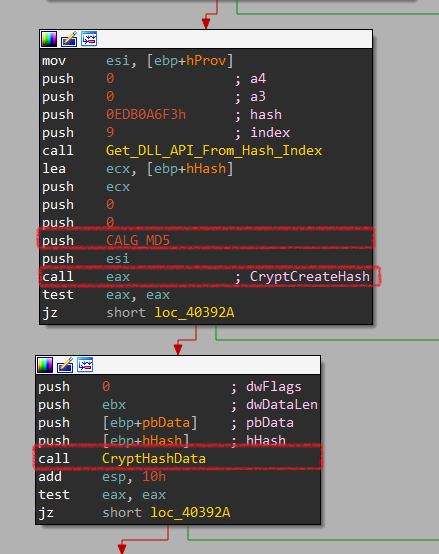 mov esi, [ebp+hProv]
push 0 ; a4
push 0 ; a3
push 0EDB0A6F3h ; hash
push 9 ; index
call Get_DLL_API_From_Hash_Index
lea ecx, [ebp+hHash]
push ecx
push 0
push 0
push CALG_MD5
push esi
call eax ; CryptCreateHash
test eax, eax
jz short loc_40392A
push 0 ; dwFlags
push ebx ; dwDataLen
push [ebp+pbData] ; pbData
push [ebp+hHash] ; hHash
call CryptHashData
add esp, 10h
test eax, eax
jz short loc_40392A